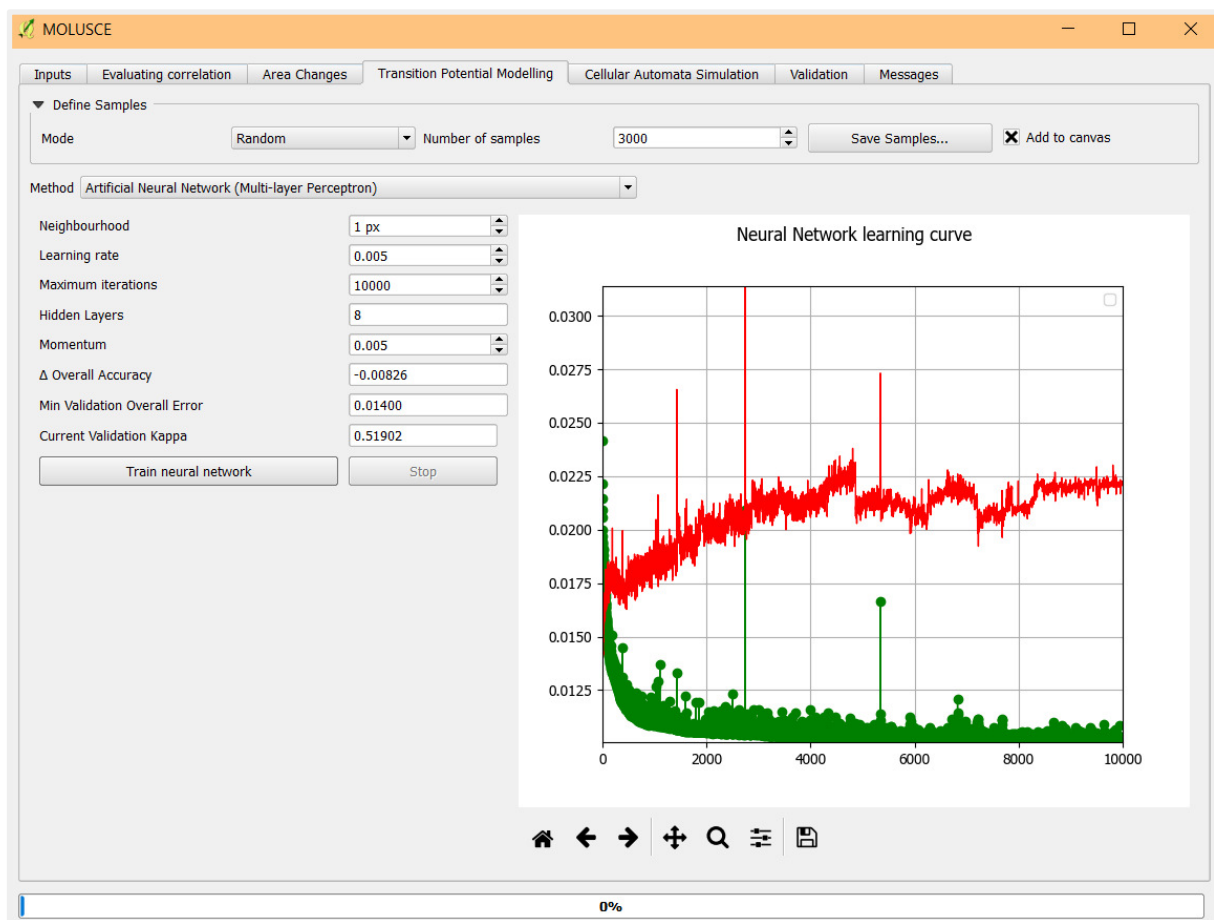 MOLUSCE
Inputs Evaluating correlation Area Changes Transition Potential Modelling Cellular Automata Simulation Validation Messages
Define Samples
Mode Random Number of samples 3000 Save Samples... Add to canvas
Method Artificial Neural Network (Multi-layer Perceptron)
Neighbourhood 1 px
Learning rate 0.005
Maximum iterations 10000
Hidden Layers 8
Momentum 0.005
Δ Overall Accuracy -0.00826
Min Validation Overall Error 0.01400
Current Validation Kappa 0.51902
Train neural network Stop
Neural Network learning curve
0.0300
0.0275
0.0250
0.0225
0.0200
0.0175
0.0150
0.0125
0 2000 4000 6000 8000 10000
0%